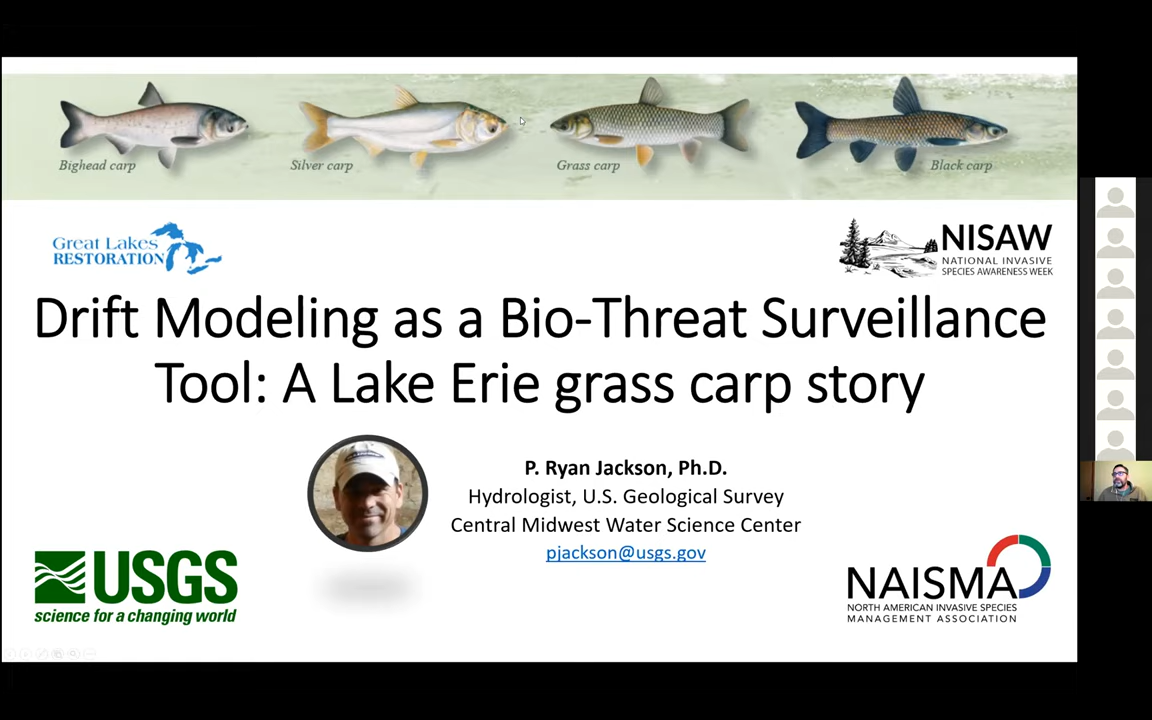 Bighead carp
Silver carp
Grass carp
Black carp
Great Lakes
RESTORATION
NISAW
NATIONAL INVASIVE
SPECIES AWARENESS WEEK
Drift Modeling as a Bio-Threat Surveillance
Tool: A Lake Erie grass carp story
P. Ryan Jackson, Ph.D.
Hydrologist, U.S. Geological Survey
Central Midwest Water Science Center
pjackson@usgs.gov
USGS
science for a changing world
NAISMA
NORTH AMERICAN INVASIVE SPECIES
MANAGEMENT ASSOCIATION